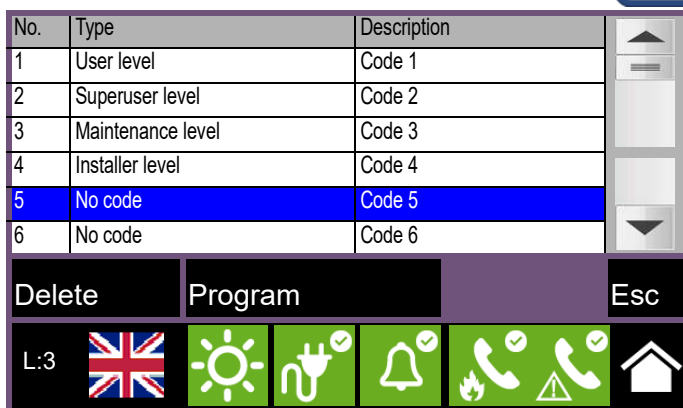 No. Type Description
1 User level Code 1
2 Superuser level Code 2
3 Maintenance level Code 3
4 Installer level Code 4
5 No code Code 5
6 No code Code 6
Delete Program Esc
L:3